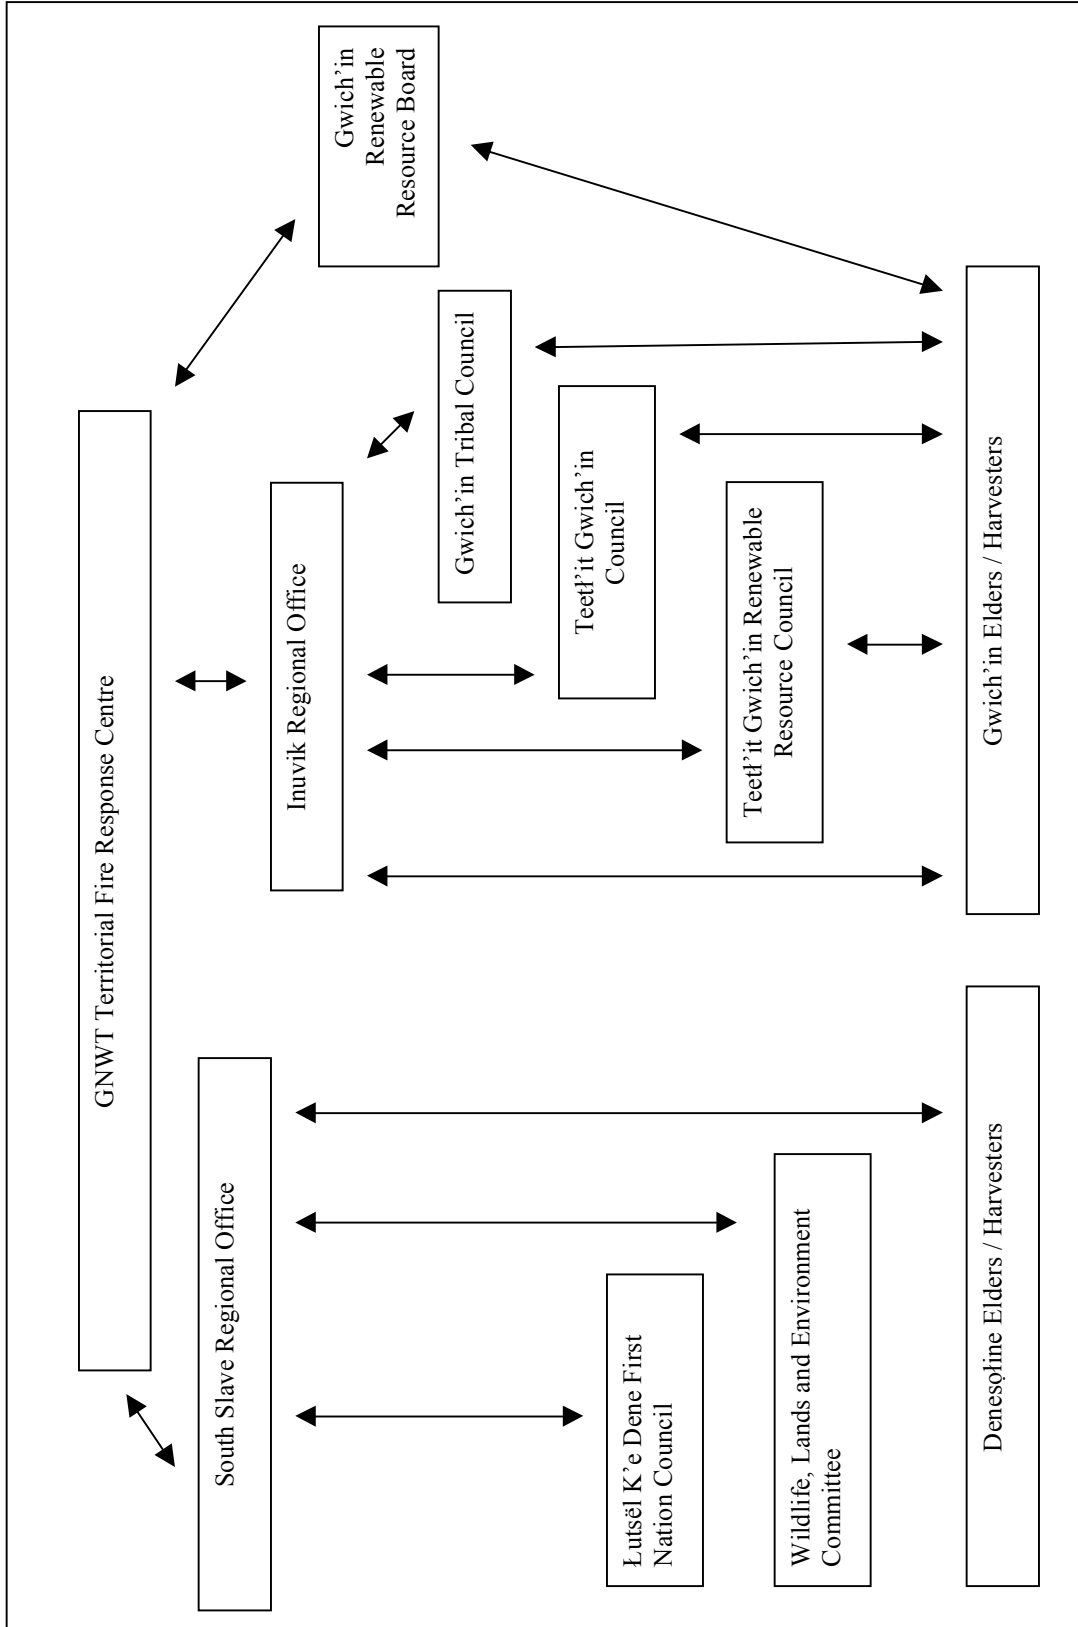 GNWT Territorial Fire Response Centre
South Slave Regional Office
Inuvik Regional Office
Gwich’in
Renewable
Resource Board
Gwich’in Tribal Council
Teetł’it Gwich’in
Council
Teetł’it Gwich’in Renewable
Resource Council
Łutsël K’e Dene First
Nation Council
Wildlife, Lands and Environment
Committee
Denesǫłine Elders / Harvesters
Gwich’in Elders / Harvesters